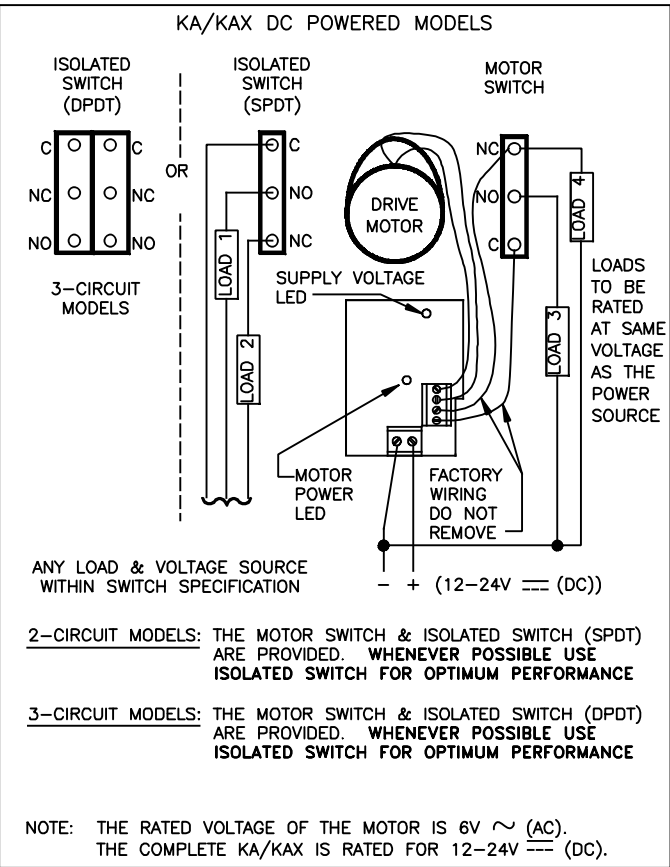 KA/KAX DC POWERED MODELS
ISOLATED
SWITCH
(DPDT)
C
C
NC
NC
NO
NO
3-CIRCUIT
MODELS
OR
ISOLATED
SWITCH
(SPDT)
C
NO
NC
LOAD 1
LOAD 2
DRIVE
MOTOR
MOTOR
SWITCH
NC
NO
C
LOAD 4
LOAD 3
LOADS
TO BE
RATED
AT SAME
VOLTAGE
AS THE
POWER
SOURCE
SUPPLY VOLTAGE
LED
MOTOR
POWER
LED
FACTORY
WIRING
DO NOT
REMOVE
ANY LOAD & VOLTAGE SOURCE
WITHIN SWITCH SPECIFICATION
- + (12-24V ⎓ (DC))
2-CIRCUIT MODELS: THE MOTOR SWITCH & ISOLATED SWITCH (SPDT)
ARE PROVIDED. WHENEVER POSSIBLE USE
ISOLATED SWITCH FOR OPTIMUM PERFORMANCE
3-CIRCUIT MODELS: THE MOTOR SWITCH & ISOLATED SWITCH (DPDT)
ARE PROVIDED. WHENEVER POSSIBLE USE
ISOLATED SWITCH FOR OPTIMUM PERFORMANCE
NOTE: THE RATED VOLTAGE OF THE MOTOR IS 6V ~ (AC).
THE COMPLETE KA/KAX IS RATED FOR 12-24V ⎓ (DC).